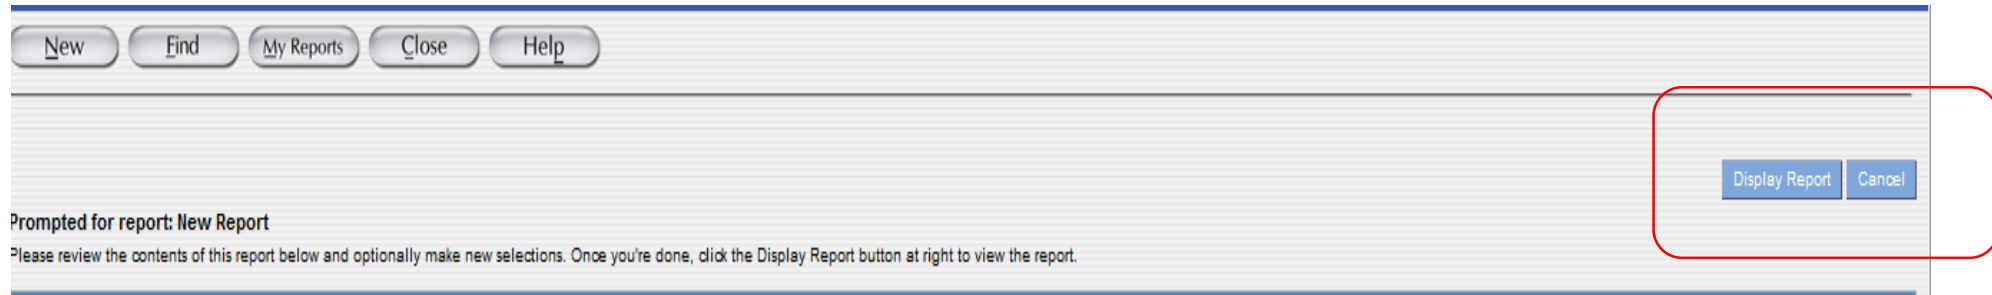 New Find My Reports Close Help
Display Report Cancel
Prompted for report: New Report
Please review the contents of this report below and optionally make new selections. Once you're done, click the Display Report button at right to view the report.